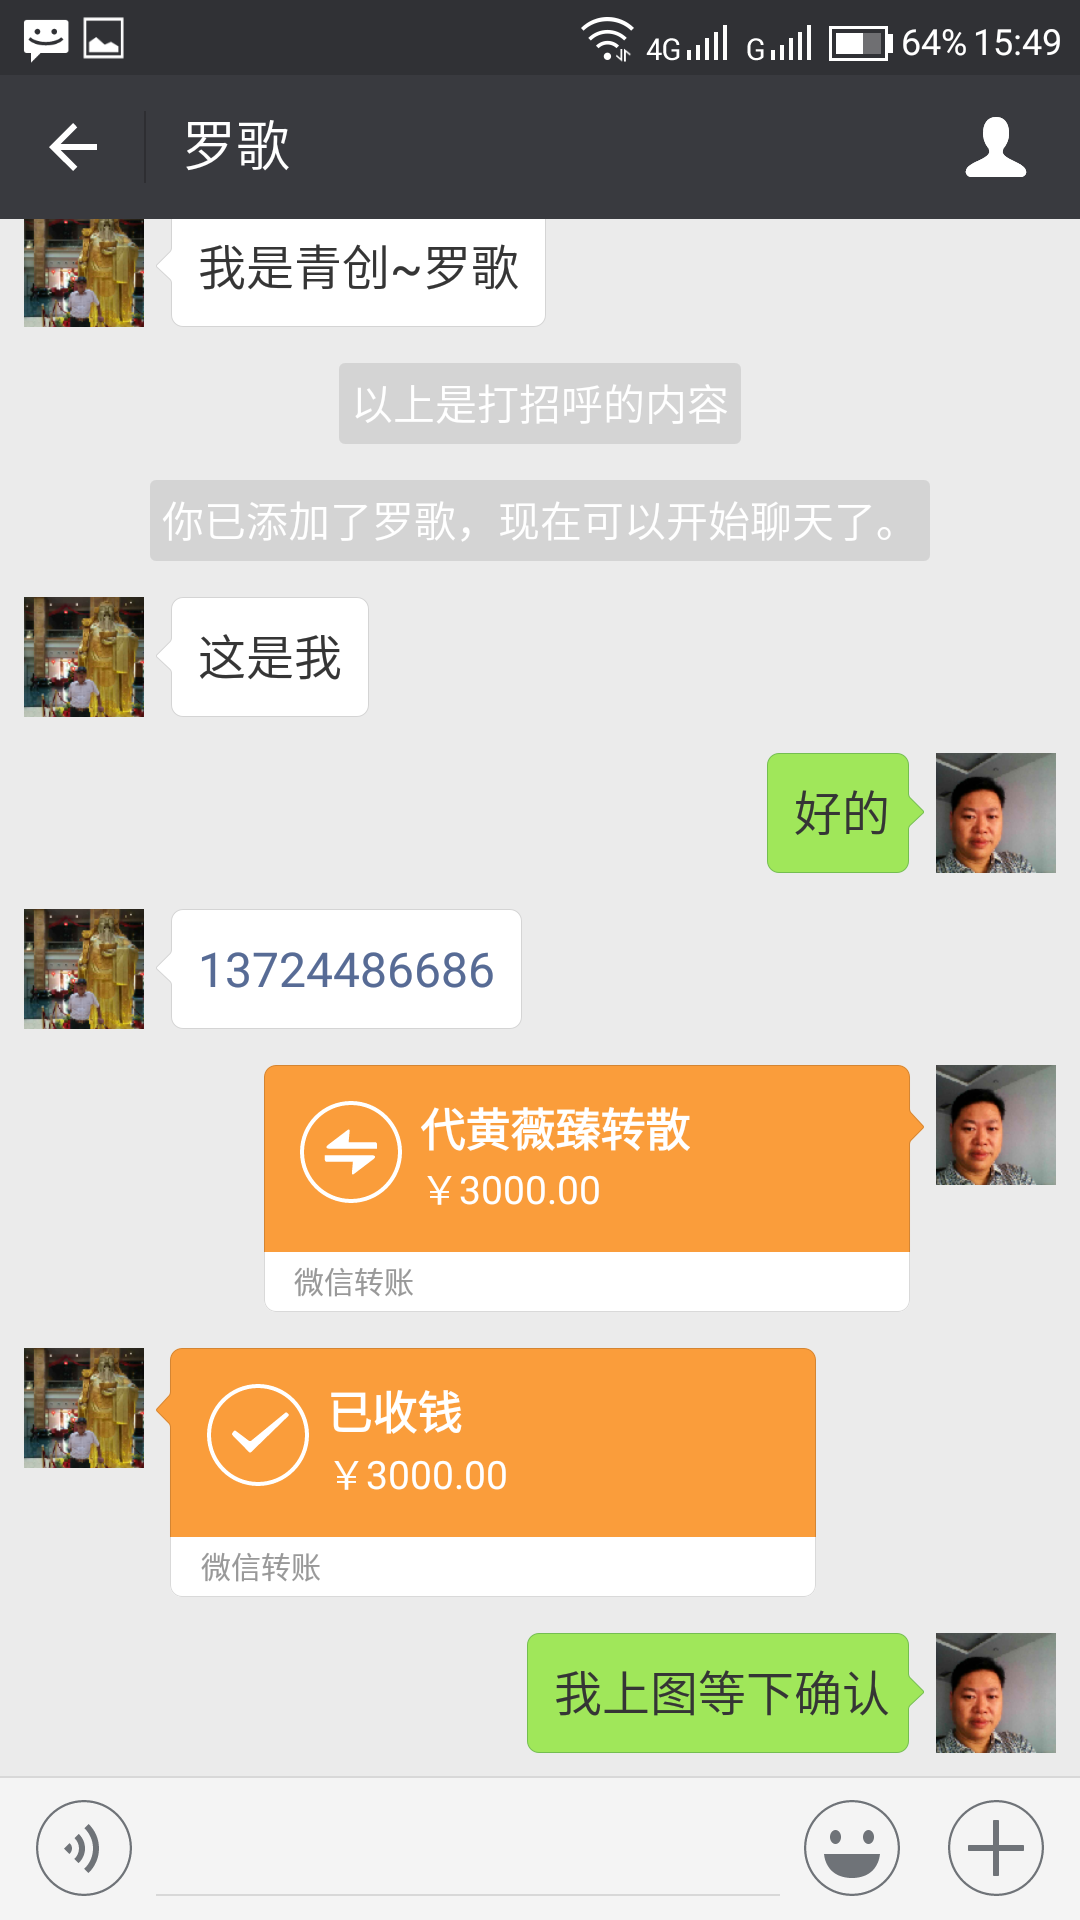 4G G 64% 15:49
罗歌
我是青创~罗歌
以上是打招呼的内容
你已添加了罗歌，现在可以开始聊天了。
这是我
好的
13724486686
代黄薇臻转散
￥3000.00
微信转账
已收钱
￥3000.00
微信转账
我上图等下确认